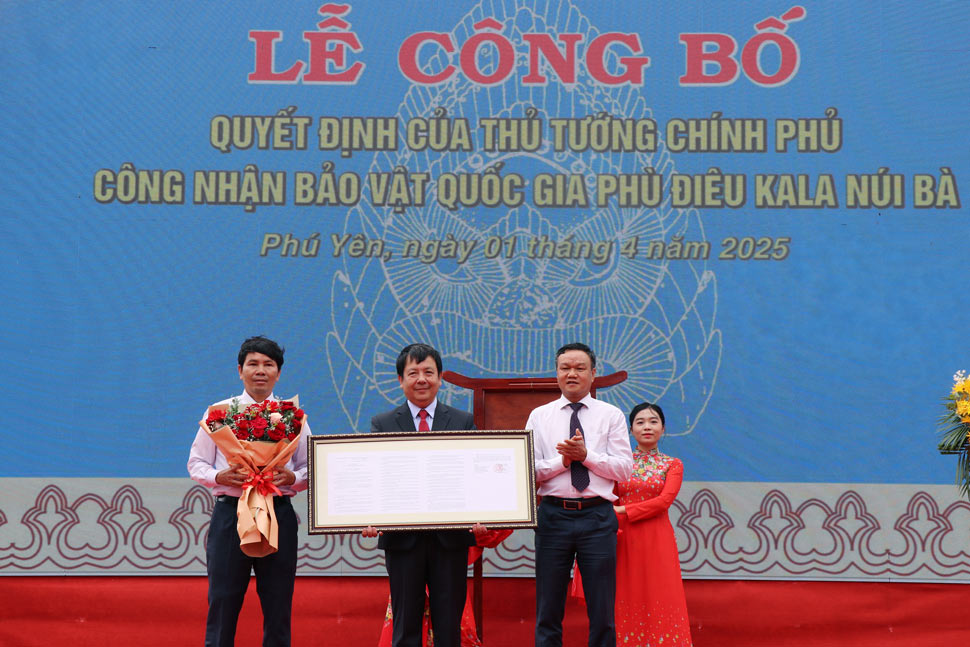 LỄ CÔNG BỐ
QUYẾT ĐỊNH CỦA THỦ TƯỚNG CHÍNH PHỦ
CÔNG NHẬN BẢO VẬT QUỐC GIA PHÙ ĐIÊU KALA NÚI BÀ
Phú Yên, ngày 01 tháng 4 năm 2025